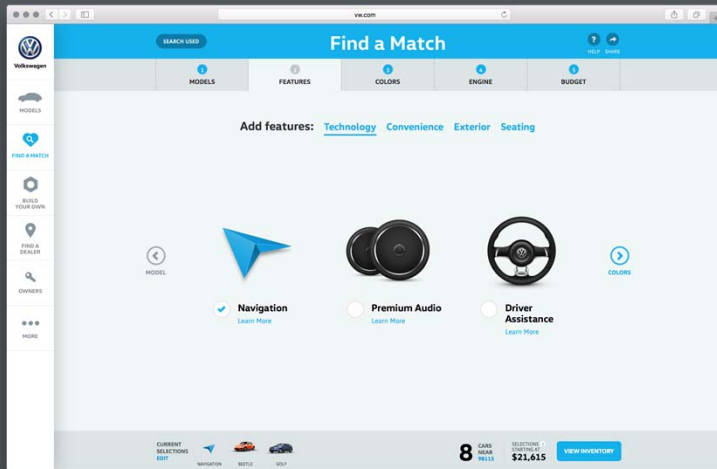 vw.com
SEARCH USED
Find a Match
HELP SHARE
Volkswagen
1 MODELS
2 FEATURES
3 COLORS
4 ENGINE
5 BUDGET
MODELS
FIND A MATCH
BUILD
YOUR OWN
FIND A
DEALER
OWNERS
MORE
Add features: Technology Convenience Exterior Seating
MODEL
COLORS
Navigation
Learn More
Premium Audio
Learn More
Driver
Assistance
Learn More
CURRENT
SELECTIONS
EDIT
NAVIGATION
BEETLE
GOLF
8 CARS
NEAR
98115
SELECTIONS
STARTING AT
$21,615
VIEW INVENTORY